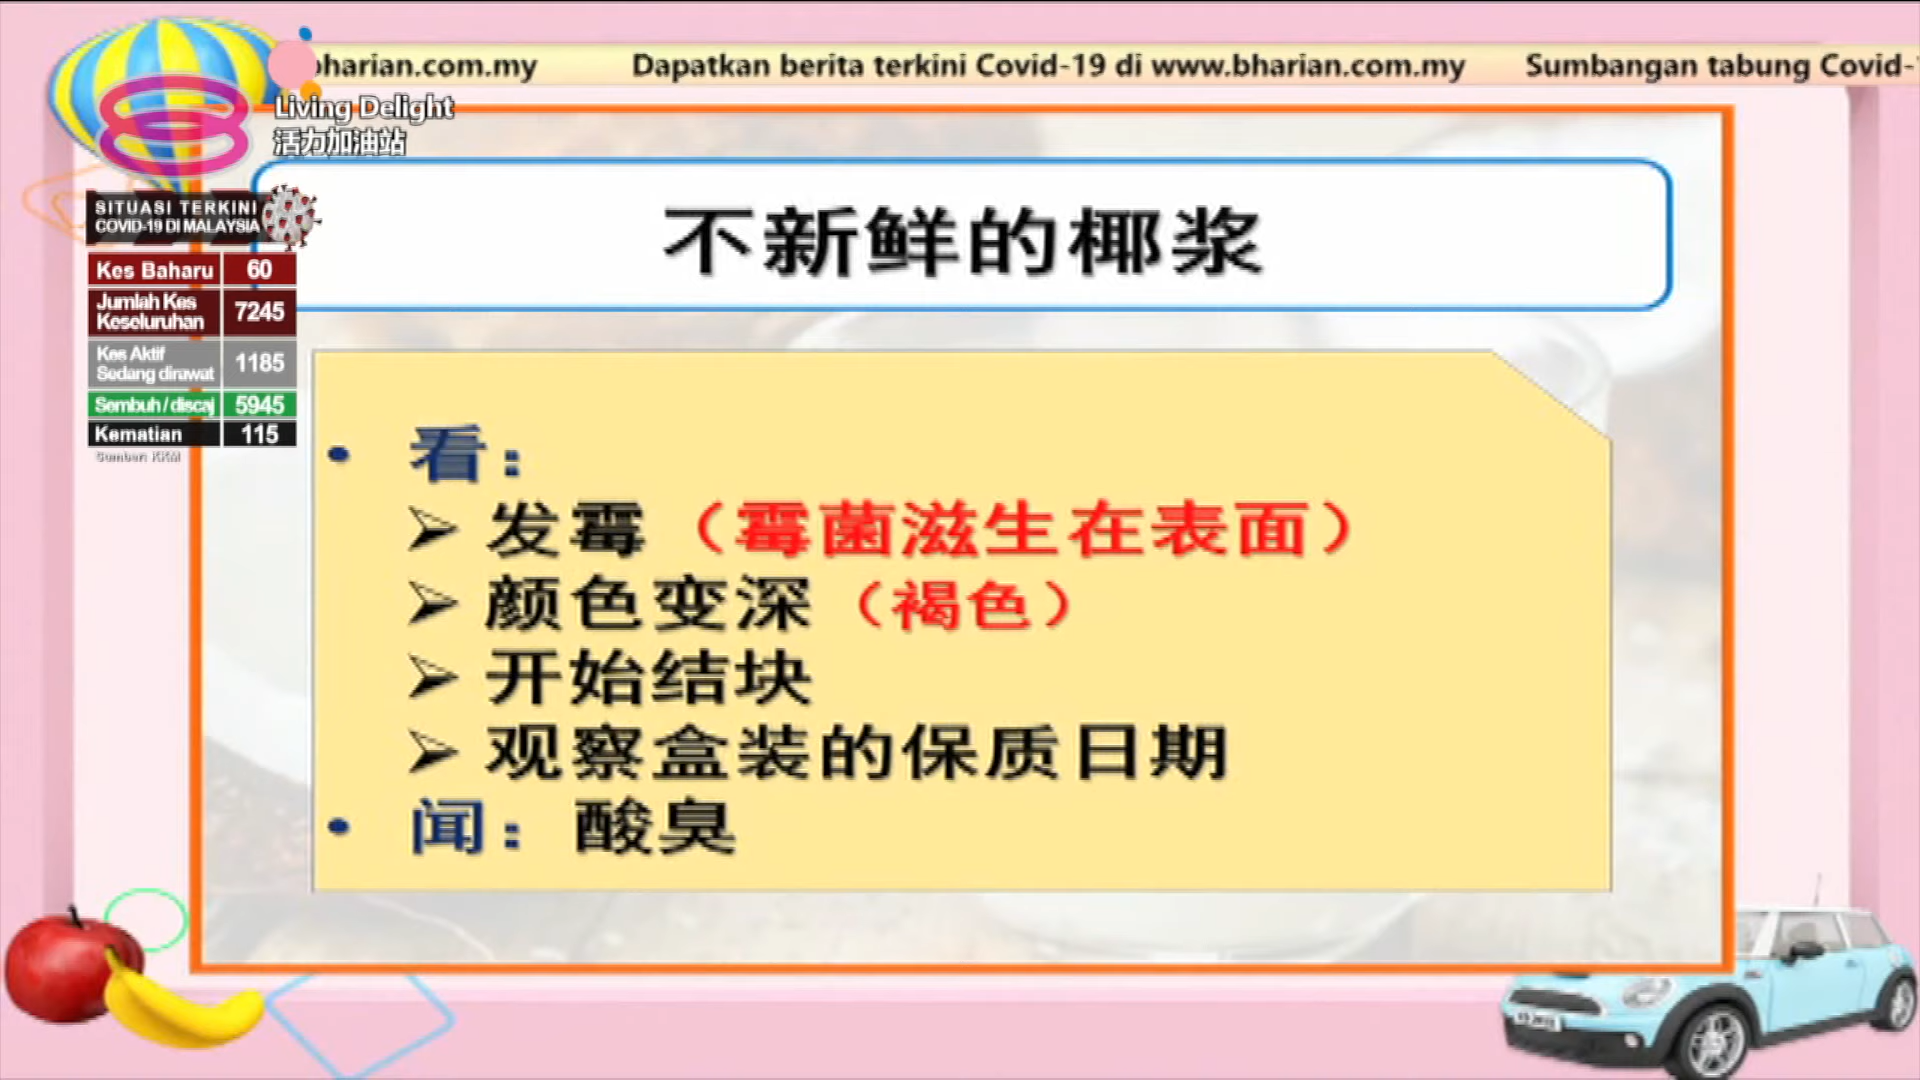 bharian.com.my Dapatkan berita terkini Covid-19 di www.bharian.com.my Sumbangan tabung Covid-
Living Delight
活力加油站
SITUASI TERKINI
COVID-19 DI MALAYSIA
Kes Baharu 60
Jumlah Kes
Keseluruhan 7245
Kes Aktif
Sedang dirawat 1185
Sembuh / discaj 5945
Kematian 115
Sumber: KKM
不新鲜的椰浆
• 看：
➢ 发霉（霉菌滋生在表面）
➢ 颜色变深（褐色）
➢ 开始结块
➢ 观察盒装的保质日期
• 闻：酸臭